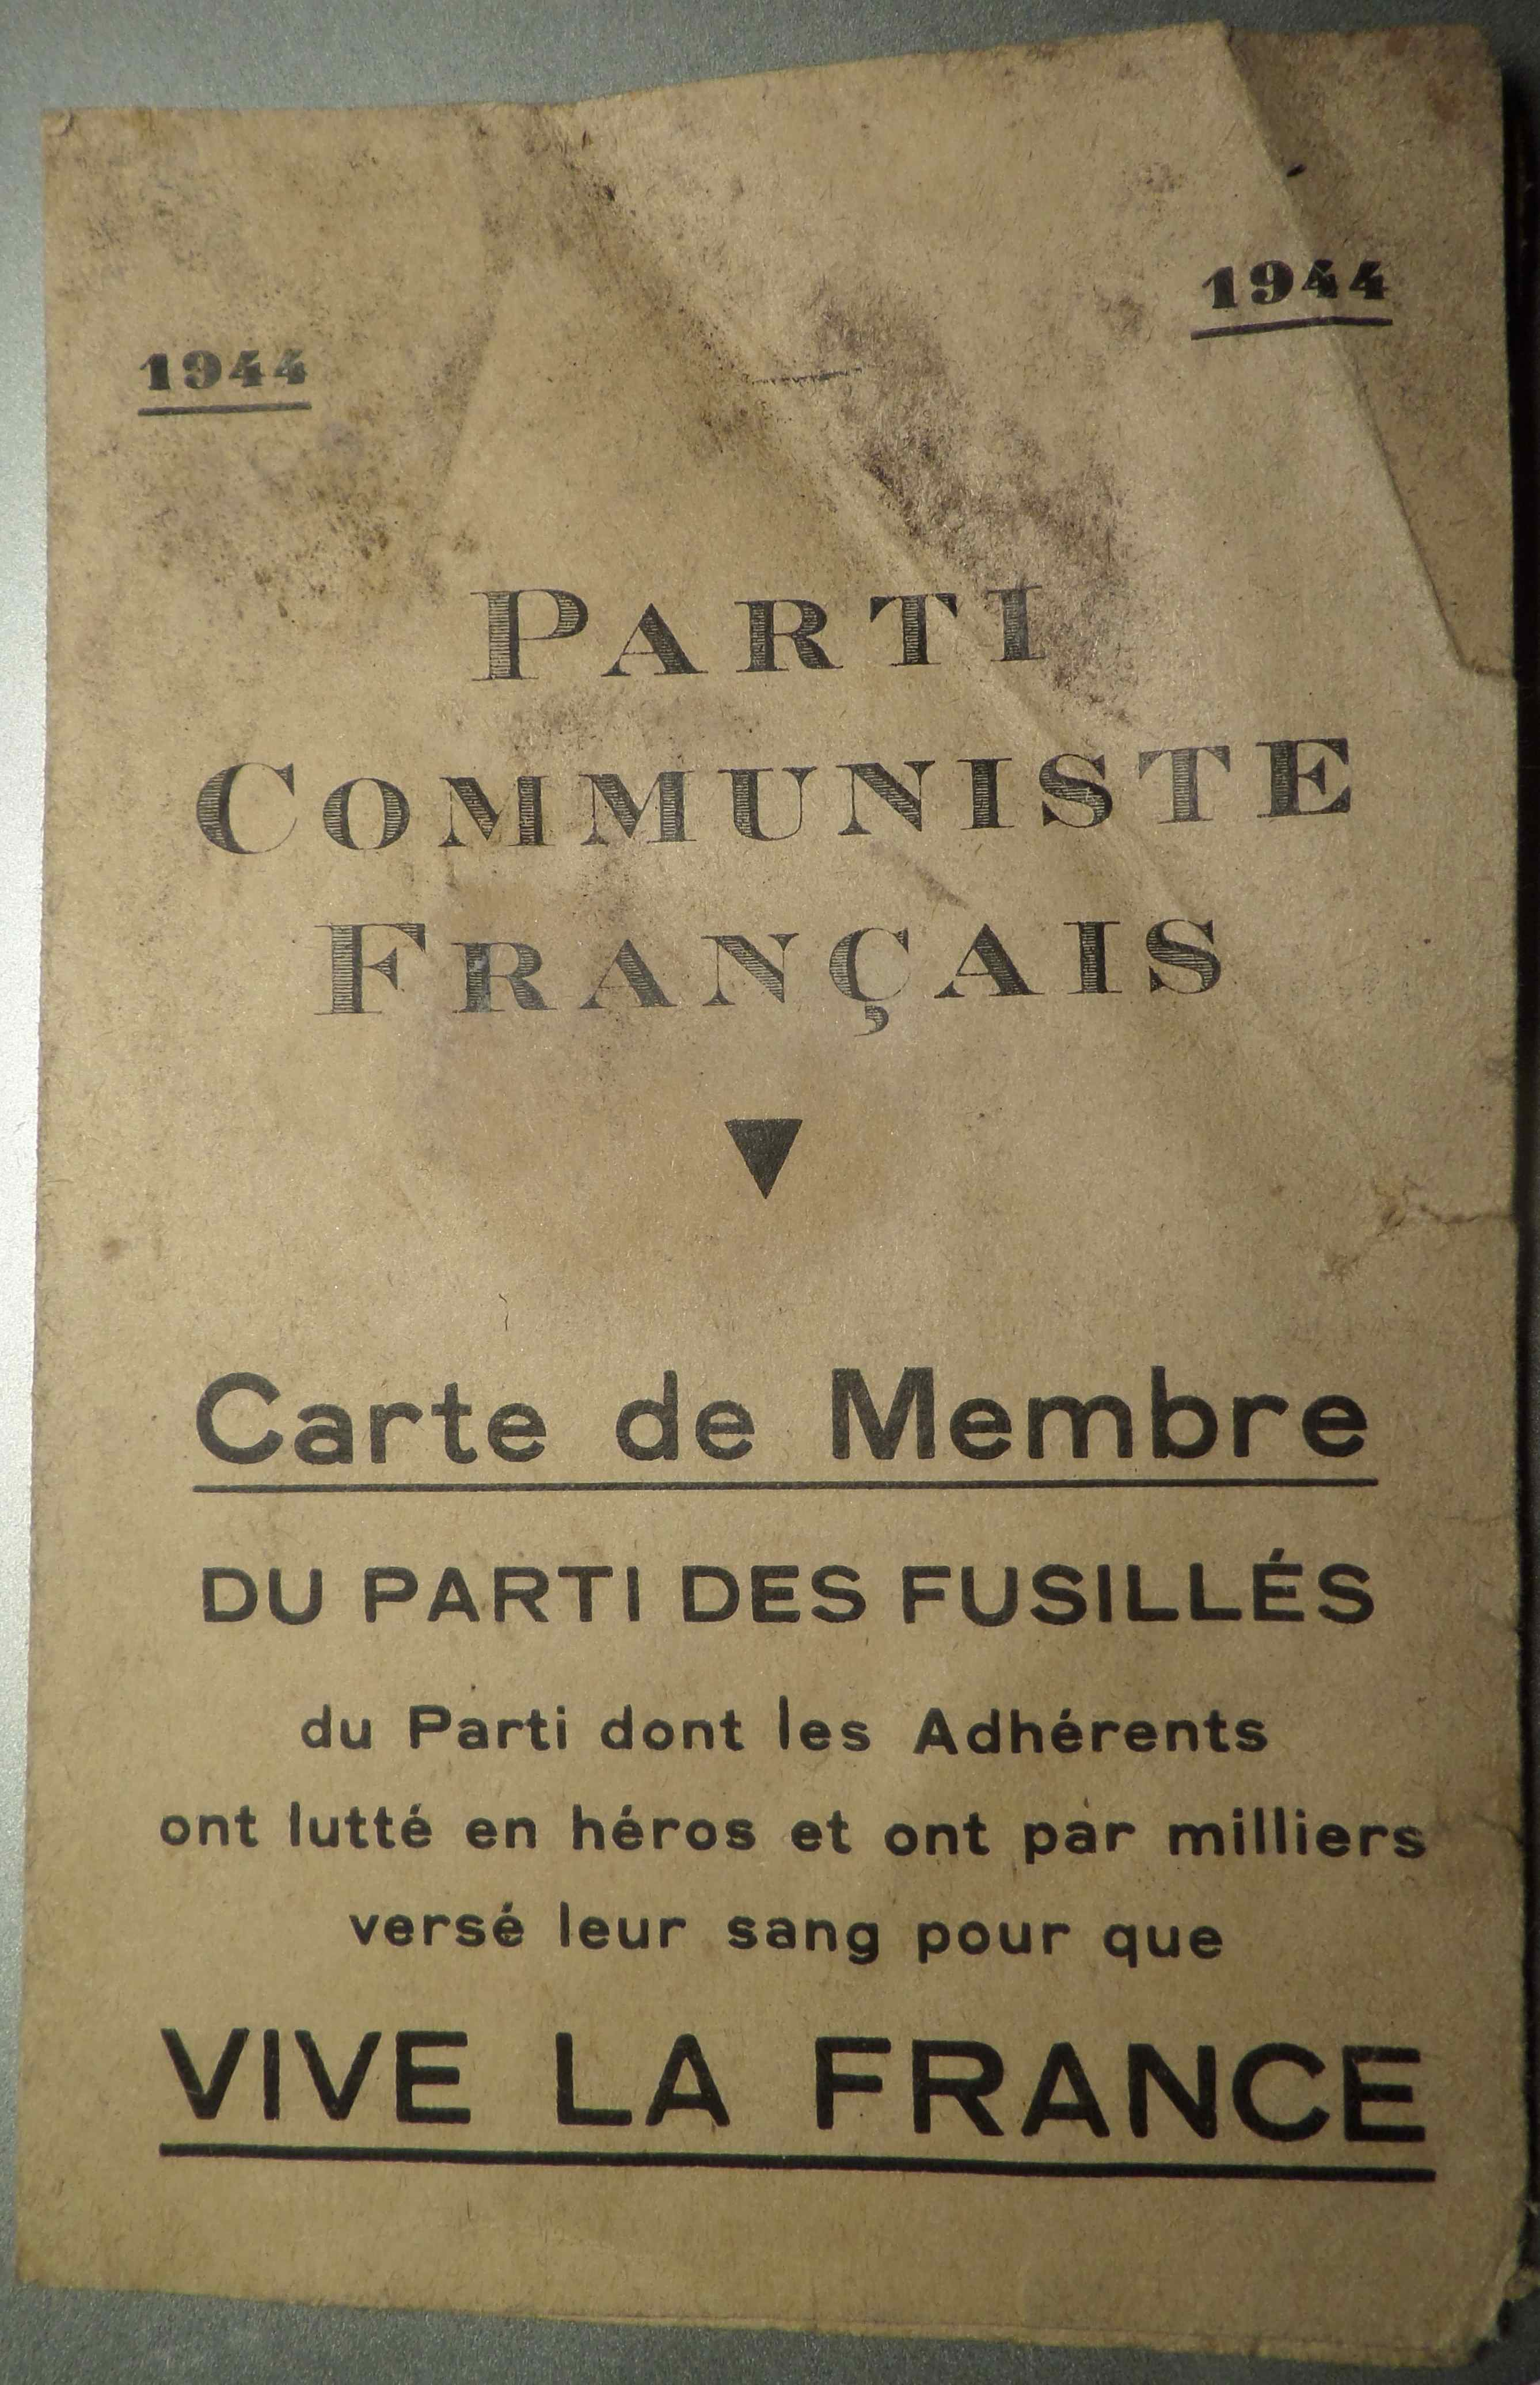 1944 1944
PARTI
COMMUNISTE
FRANÇAIS
Carte de Membre
DU PARTI DES FUSILLÉS
du Parti dont les Adhérents
ont lutté en héros et ont par milliers
versé leur sang pour que
VIVE LA FRANCE